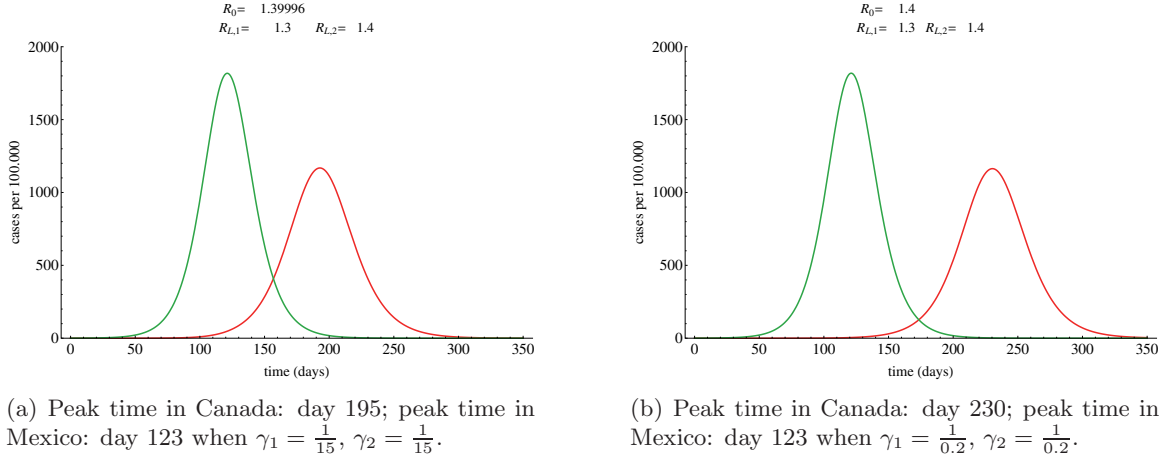 R₀= 1.39996
R_{L,1}= 1.3 R_{L,2}= 1.4
2000
1500
1000
500
0
cases per 100.000
0 50 100 150 200 250 300 350
time (days)
(a) Peak time in Canada: day 195; peak time in
Mexico: day 123 when γ₁ = 1/15, γ₂ = 1/15.
R₀= 1.4
R_{L,1}= 1.3 R_{L,2}= 1.4
2000
1500
1000
500
0
cases per 100.000
0 50 100 150 200 250 300 350
time (days)
(b) Peak time in Canada: day 230; peak time in
Mexico: day 123 when γ₁ = 1/0.2, γ₂ = 1/0.2.